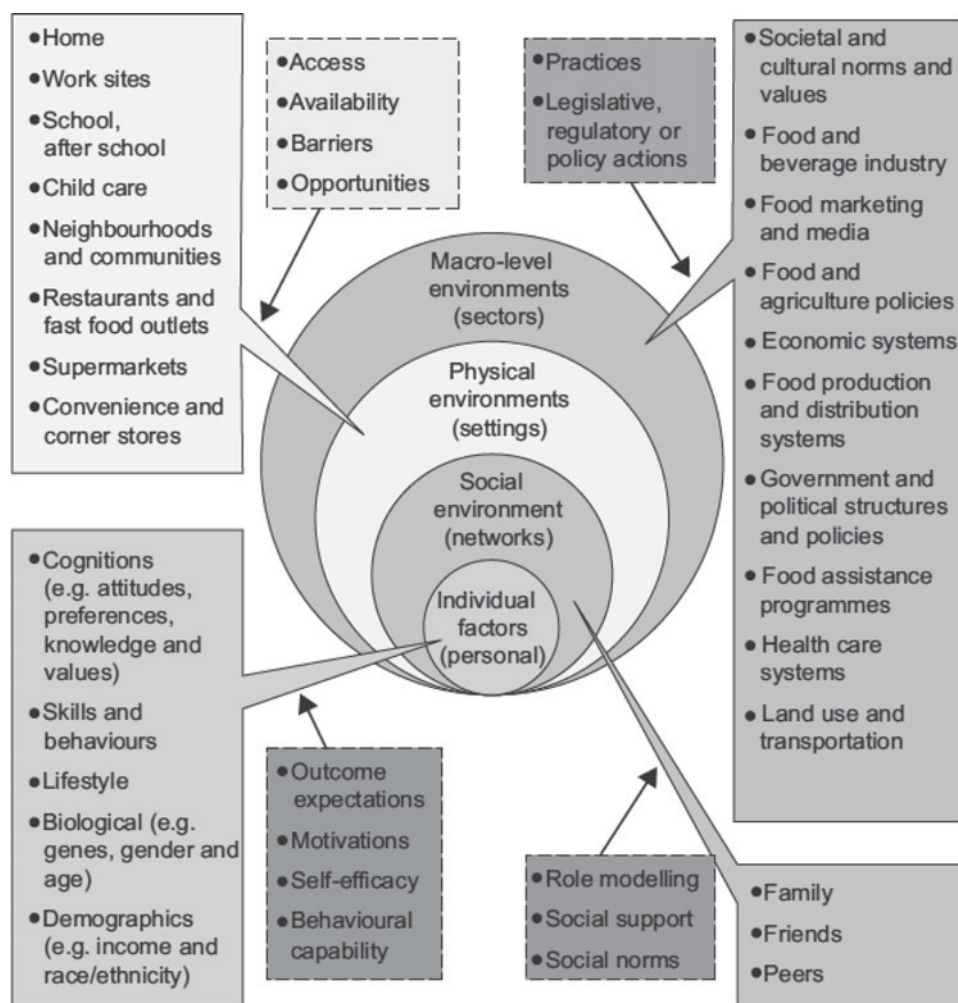 •Home
•Work sites
•School,
after school
•Child care
•Neighbourhoods
and communities
•Restaurants and
fast food outlets
•Supermarkets
•Convenience and
corner stores
•Access
•Availability
•Barriers
•Opportunities
•Practices
•Legislative,
regulatory or
policy actions
•Societal and
cultural norms and
values
•Food and
beverage industry
•Food marketing
and media
•Food and
agriculture policies
•Economic systems
•Food production
and distribution
systems
•Government and
political structures
and policies
•Food assistance
programmes
•Health care
systems
•Land use and
transportation
Macro-level
environments
(sectors)
Physical
environments
(settings)
Social
environment
(networks)
Individual
factors
(personal)
•Cognitions
(e.g. attitudes,
preferences,
knowledge and
values)
•Skills and
behaviours
•Lifestyle
•Biological (e.g.
genes, gender and
age)
•Demographics
(e.g. income and
race/ethnicity)
•Outcome
expectations
•Motivations
•Self-efficacy
•Behavioural
capability
•Role modelling
•Social support
•Social norms
•Family
•Friends
•Peers